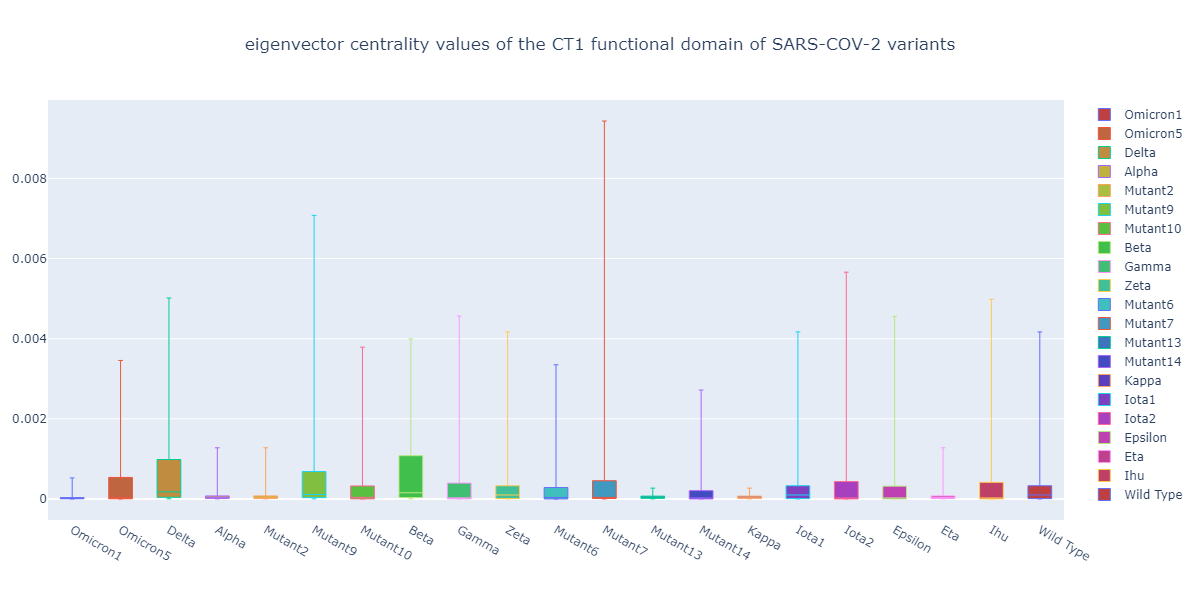 eigenvector centrality values of the CT1 functional domain of SARS-COV-2 variants
0.008
0.006
0.004
0.002
0
Omicron1
Omicron5
Delta
Alpha
Mutant2
Mutant9
Mutant10
Beta
Gamma
Zeta
Mutant6
Mutant7
Mutant13
Mutant14
Kappa
Iota1
Iota2
Epsilon
Eta
Ihu
Wild Type
Omicron1
Omicron5
Delta
Alpha
Mutant2
Mutant9
Mutant10
Beta
Gamma
Zeta
Mutant6
Mutant7
Mutant13
Mutant14
Kappa
Iota1
Iota2
Epsilon
Eta
Ihu
Wild Type